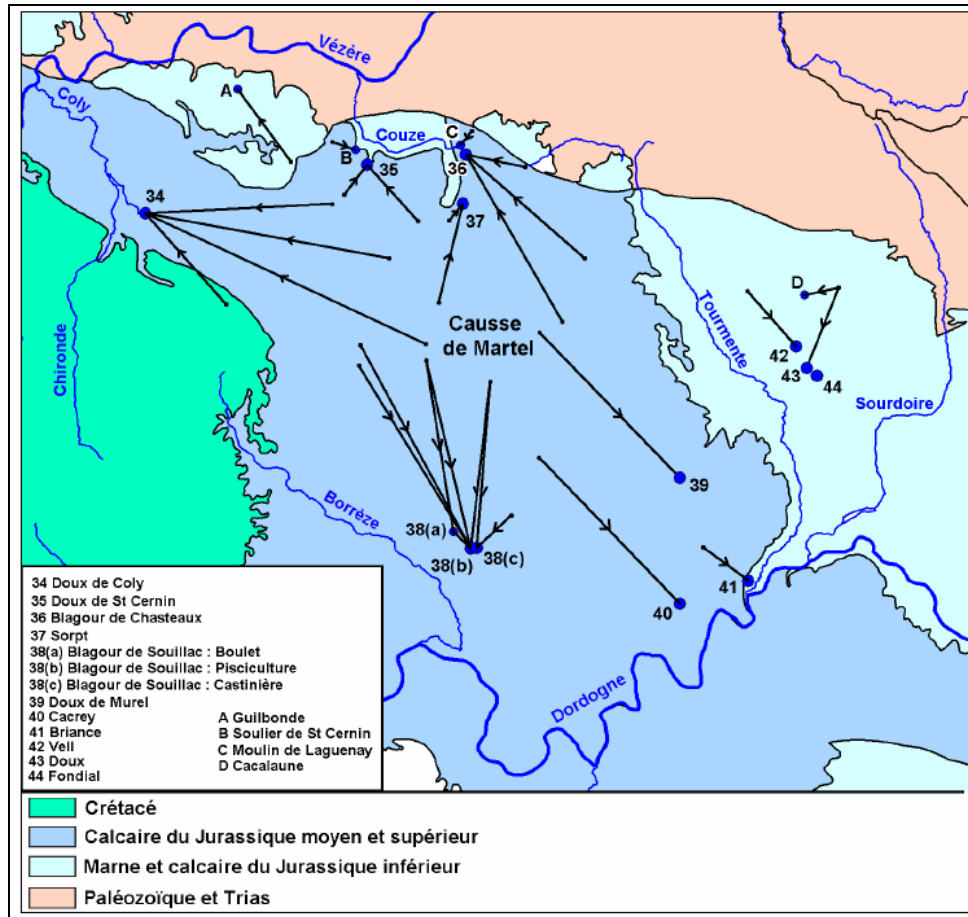 Vézère
Coly
A
Couze
C
B
35
36
34
37
D
Causse
de Martel
Tourmente
42
43
44
Chironde
Sourdoire
39
Borrèze
38(a)
38(b)
38(c)
41
40
Dordogne
34 Doux de Coly
35 Doux de St Cernin
36 Blagour de Chasteaux
37 Sorpt
38(a) Blagour de Souillac : Boulet
38(b) Blagour de Souillac : Pisciculture
38(c) Blagour de Souillac : Castinière
39 Doux de Murel
40 Cacrey
41 Briance
42 Vell
43 Doux
44 Fondial
A Guilbonde
B Soulier de St Cernin
C Moulin de Laguenay
D Cacalaune
Crétacé
Calcaire du Jurassique moyen et supérieur
Marne et calcaire du Jurassique inférieur
Paléozoïque et Trias